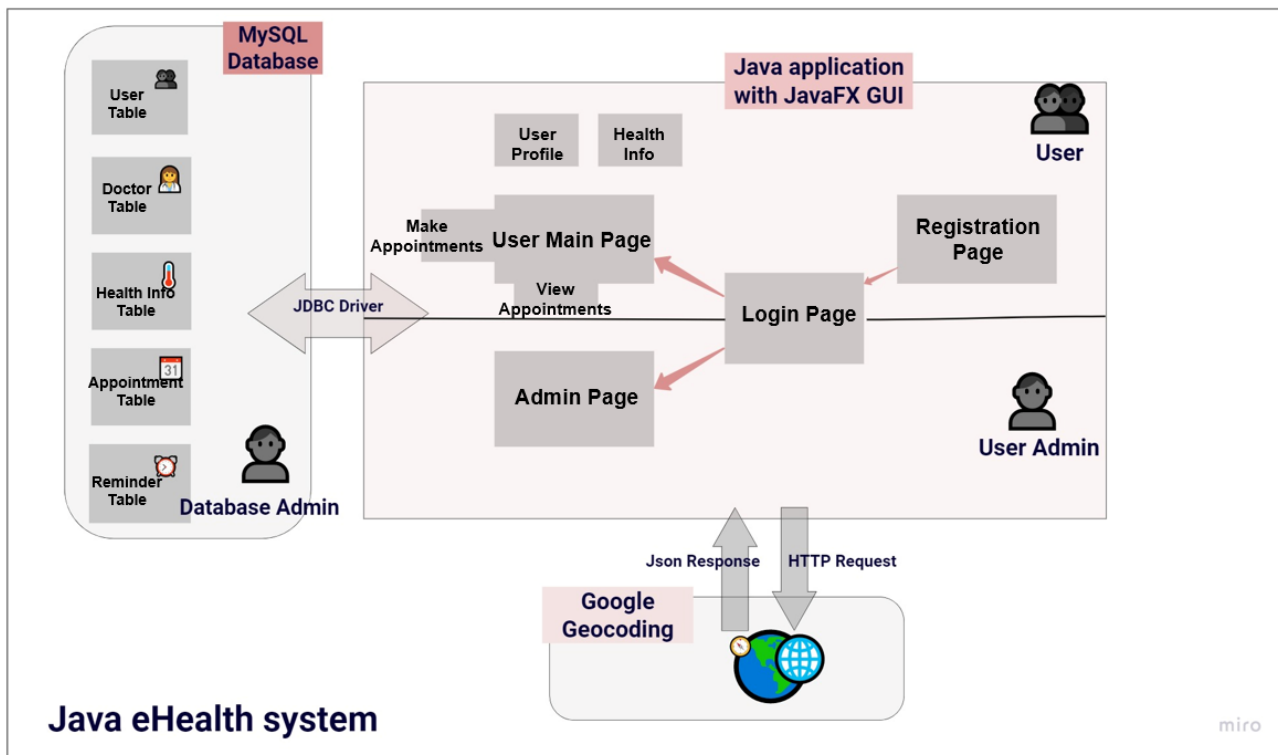 MySQL
Database
User
Table
Doctor
Table
Health Info
Table
Appointment
Table
Reminder
Table
Database Admin
JDBC Driver
Java application
with JavaFX GUI
User
User
Profile
Health
Info
Make
Appointments
User Main Page
View
Appointments
Registration
Page
Login Page
Admin Page
User Admin
Json Response
HTTP Request
Google
Geocoding
31
Java eHealth system
miro